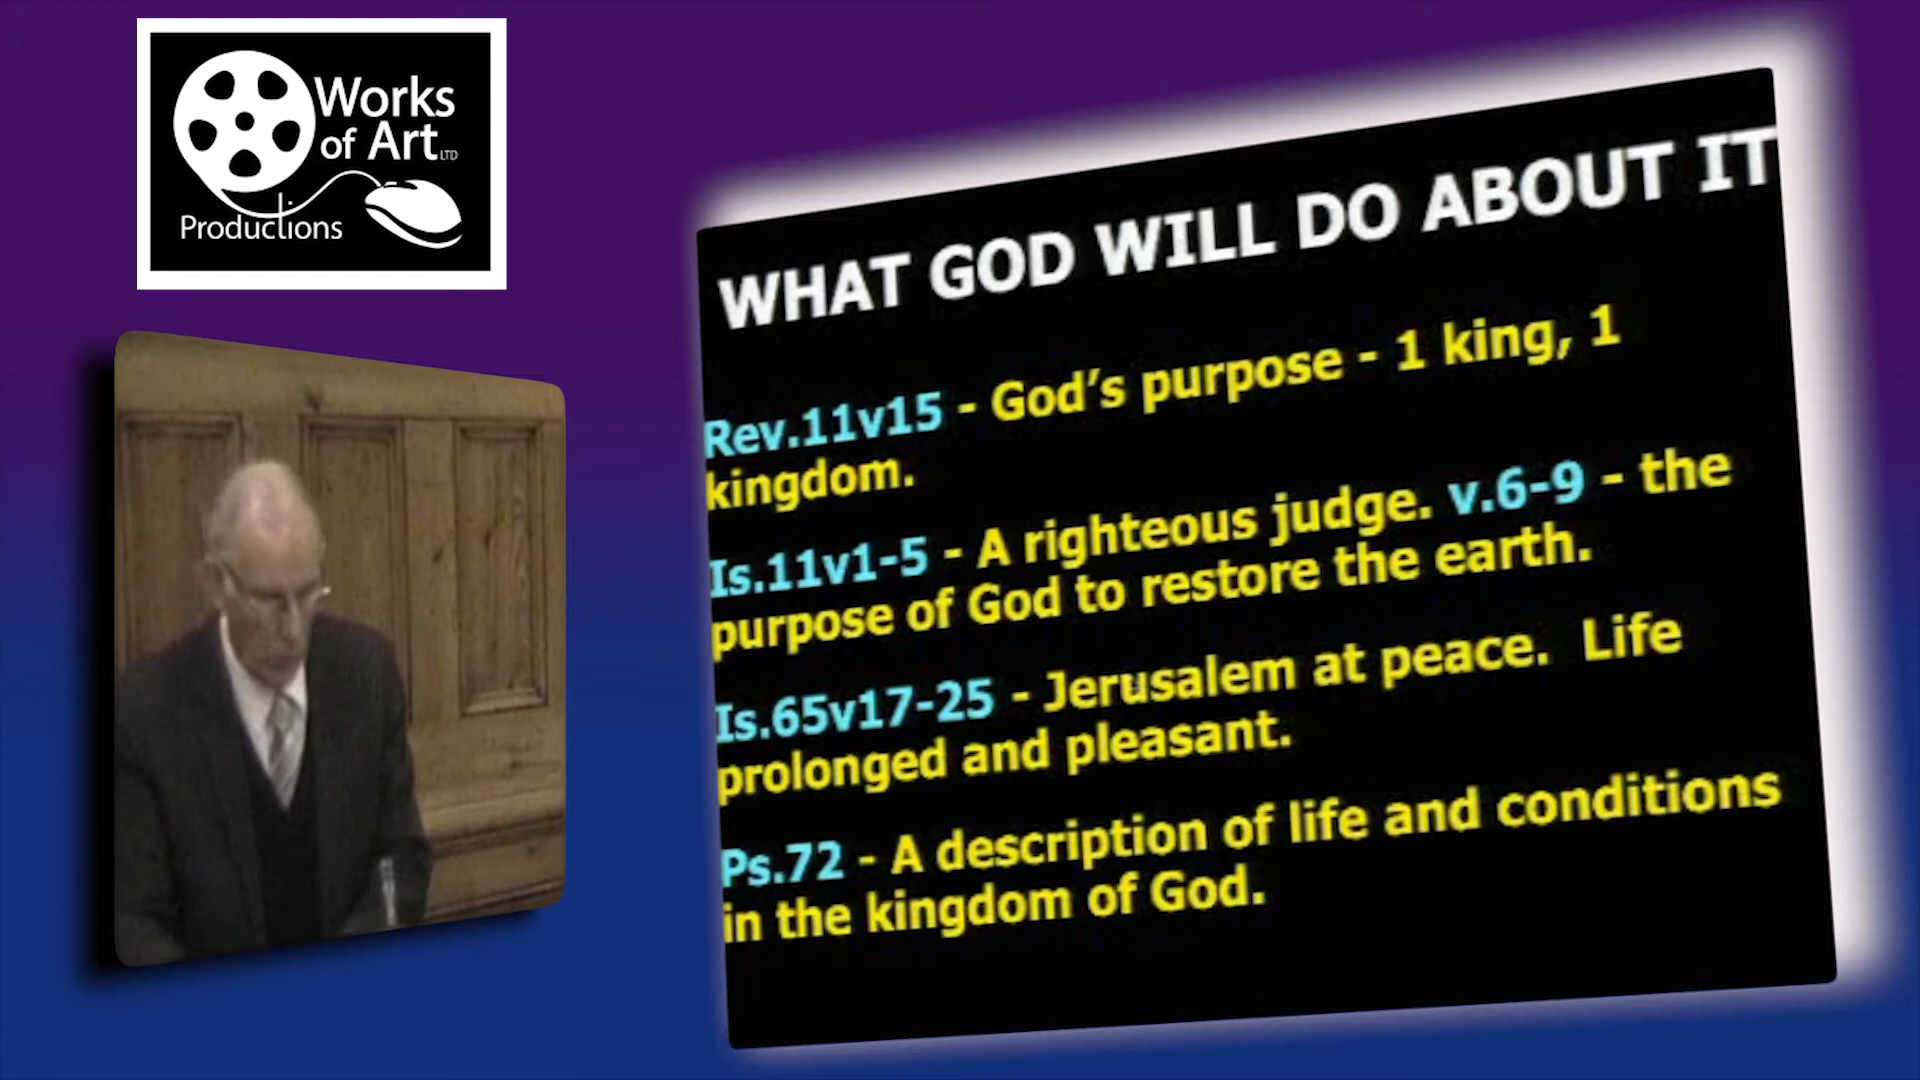 Works
of Art LTD
Productions
WHAT GOD WILL DO ABOUT IT
Rev.11v15 - God's purpose - 1 king, 1
kingdom.
Is.11v1-5 - A righteous judge. v.6-9 - the
purpose of God to restore the earth.
Is.65v17-25 - Jerusalem at peace.  Life
prolonged and pleasant.
Ps.72 - A description of life and conditions
in the kingdom of God.